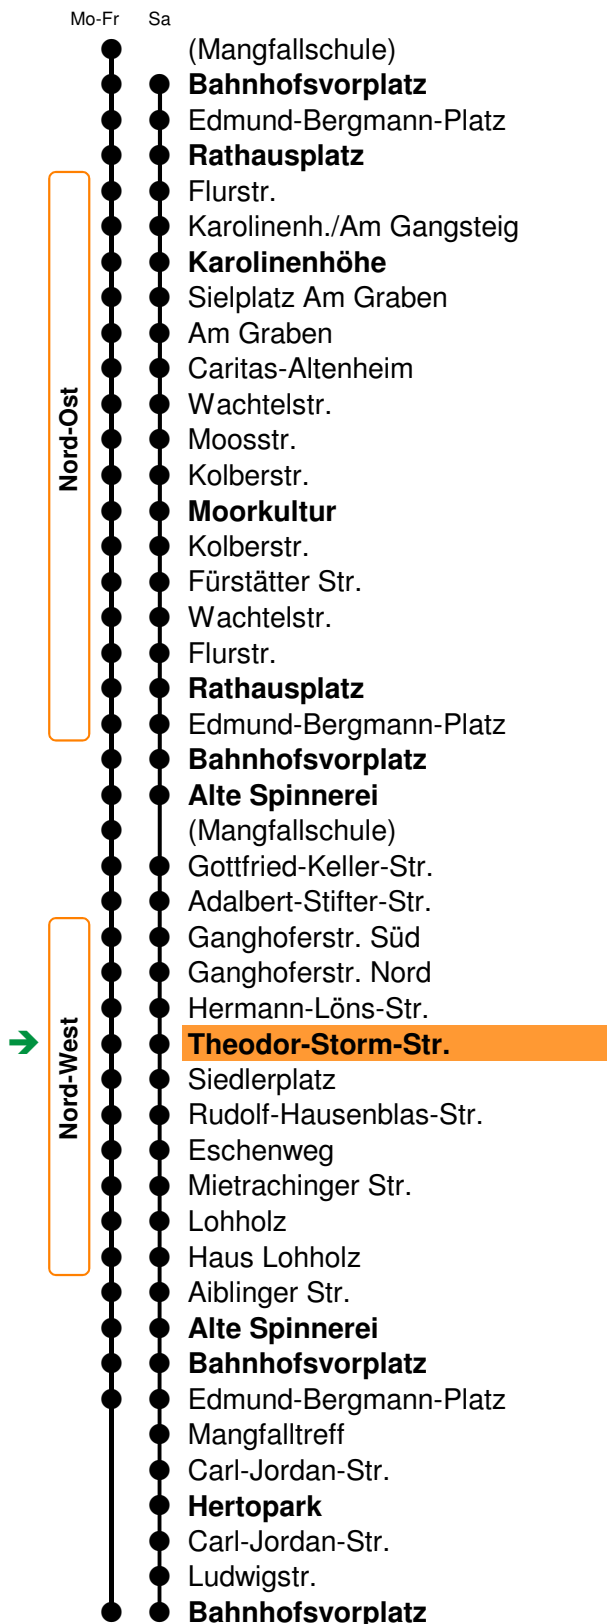 Mo-Fr Sa
(Mangfallschule)
Bahnhofsvorplatz
Edmund-Bergmann-Platz
Rathausplatz
Flurstr.
Karolinenh./Am Gangsteig
Karolinenhöhe
Sielplatz Am Graben
Am Graben
Caritas-Altenheim
Wachtelstr.
Moosstr.
Kolberstr.
Moorkultur
Kolberstr.
Fürstätter Str.
Wachtelstr.
Flurstr.
Rathausplatz
Edmund-Bergmann-Platz
Nord-Ost
Bahnhofsvorplatz
Alte Spinnerei
(Mangfallschule)
Gottfried-Keller-Str.
Adalbert-Stifter-Str.
Ganghoferstr. Süd
Ganghoferstr. Nord
Hermann-Löns-Str.
Theodor-Storm-Str.
Siedlerplatz
Rudolf-Hausenblas-Str.
Eschenweg
Mietrachinger Str.
Lohholz
Haus Lohholz
Nord-West
Aiblinger Str.
Alte Spinnerei
Bahnhofsvorplatz
Edmund-Bergmann-Platz
Mangfalltreff
Carl-Jordan-Str.
Hertopark
Carl-Jordan-Str.
Ludwigstr.
Bahnhofsvorplatz